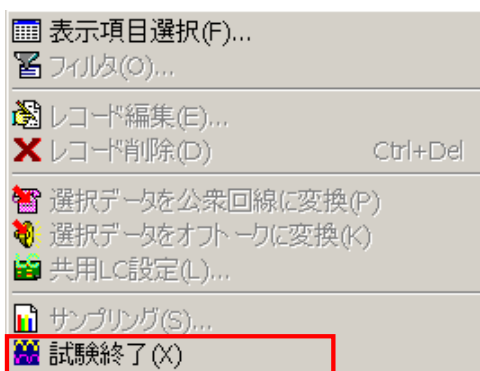 表示項目選択(F)...
フィルタ(O)...
レコード編集(E)...
レコード削除(D) Ctrl+Del
選択データを公衆回線に変換(P)
選択データをオフトークに変換(K)
共用LC設定(L)...
サンプリング(S)...
試験終了(X)